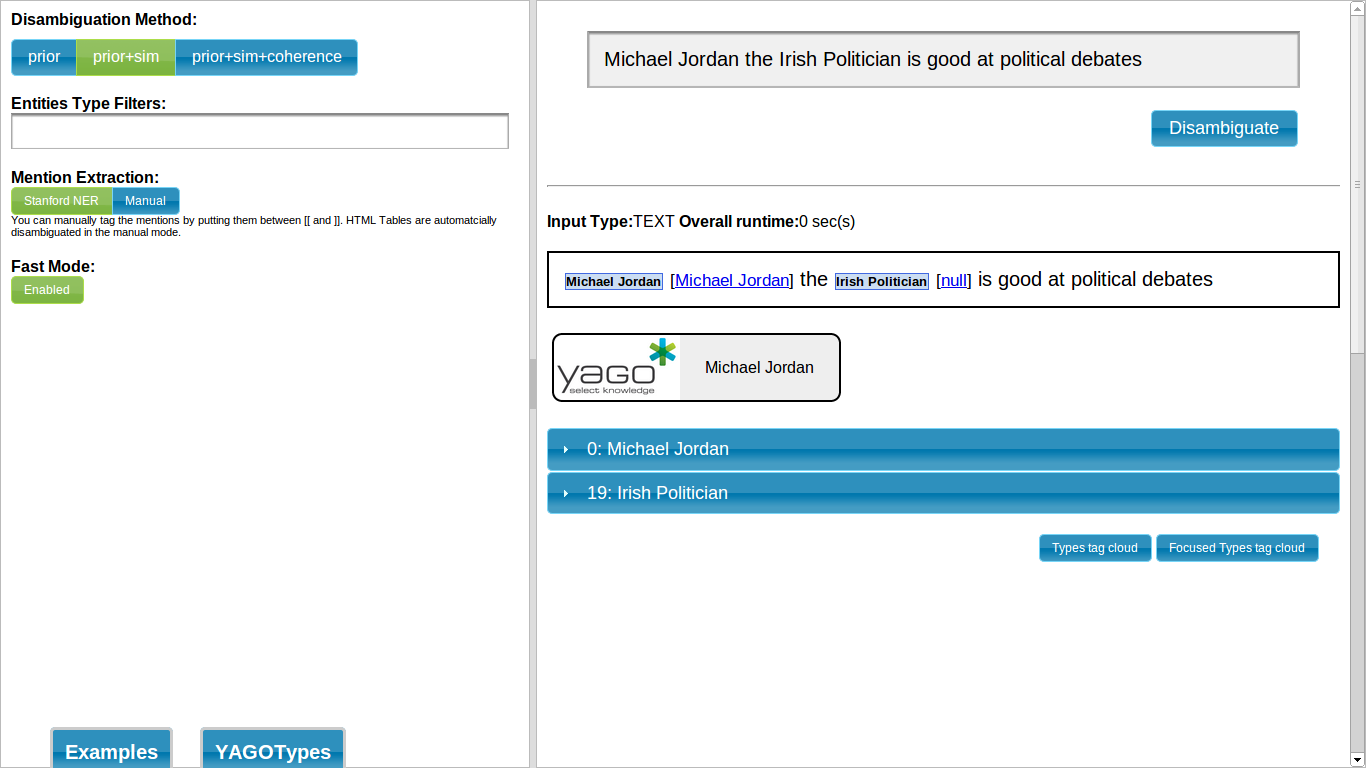 Disambiguation Method:
prior prior+sim prior+sim+coherence
Entities Type Filters:
Mention Extraction:
Stanford NER Manual
You can manually tag the mentions by putting them between [[ and ]]. HTML Tables are automatcially
disambiguated in the manual mode.
Fast Mode:
Enabled
Examples YAGOTypes
Michael Jordan the Irish Politician is good at political debates
Disambiguate
Input Type:TEXT Overall runtime:0 sec(s)
Michael Jordan [Michael Jordan] the Irish Politician [null] is good at political debates
yago
select knowledge
Michael Jordan
0: Michael Jordan
19: Irish Politician
Types tag cloud Focused Types tag cloud